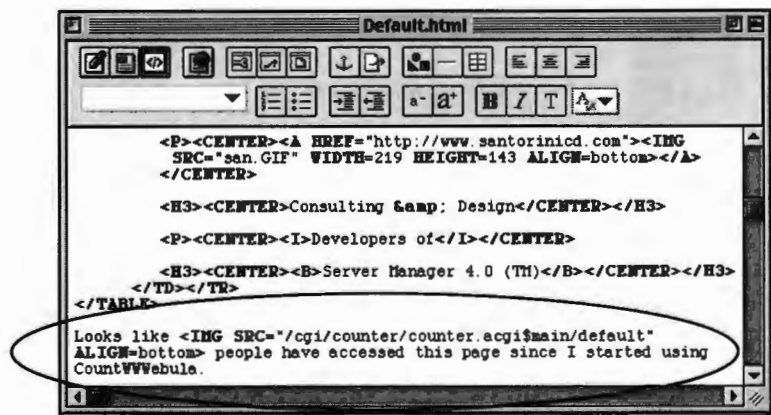 Default.html
a- a+ B I T A
<P><CENTER><A HREF="http://www.santorinicd.com"><IMG
SRC="san.GIF" WIDTH=219 HEIGHT=143 ALIGN=bottom></A>
</CENTER>
<H3><CENTER>Consulting &amp; Design</CENTER></H3>
<P><CENTER><I>Developers of</I></CENTER>
<H3><CENTER><B>Server Manager 4.0 (TM)</B></CENTER></H3>
</TD></TR>
</TABLE>
Looks like <IMG SRC="/cgi/counter/counter.acgi$main/default"
ALIGN=bottom> people have accessed this page since I started using
CountWWWebula.